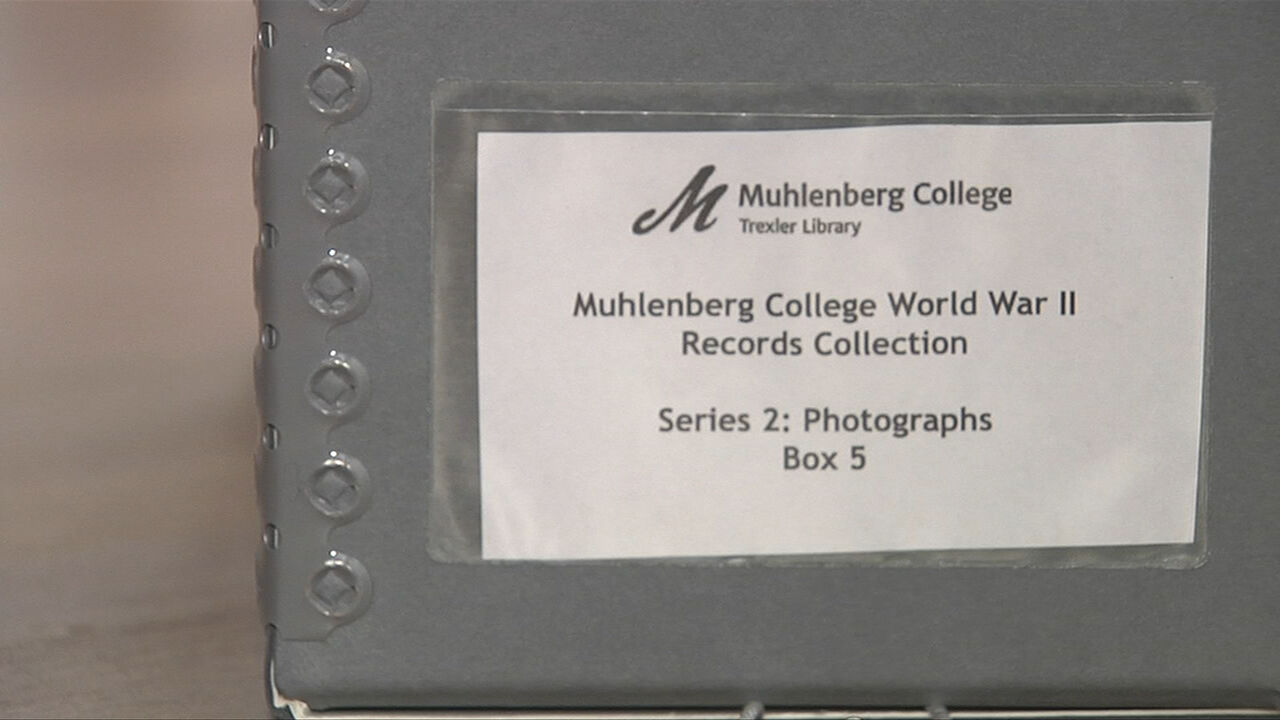 Muhlenberg College
Trexler Library
Muhlenberg College World War II
Records Collection
Series 2: Photographs
Box 5